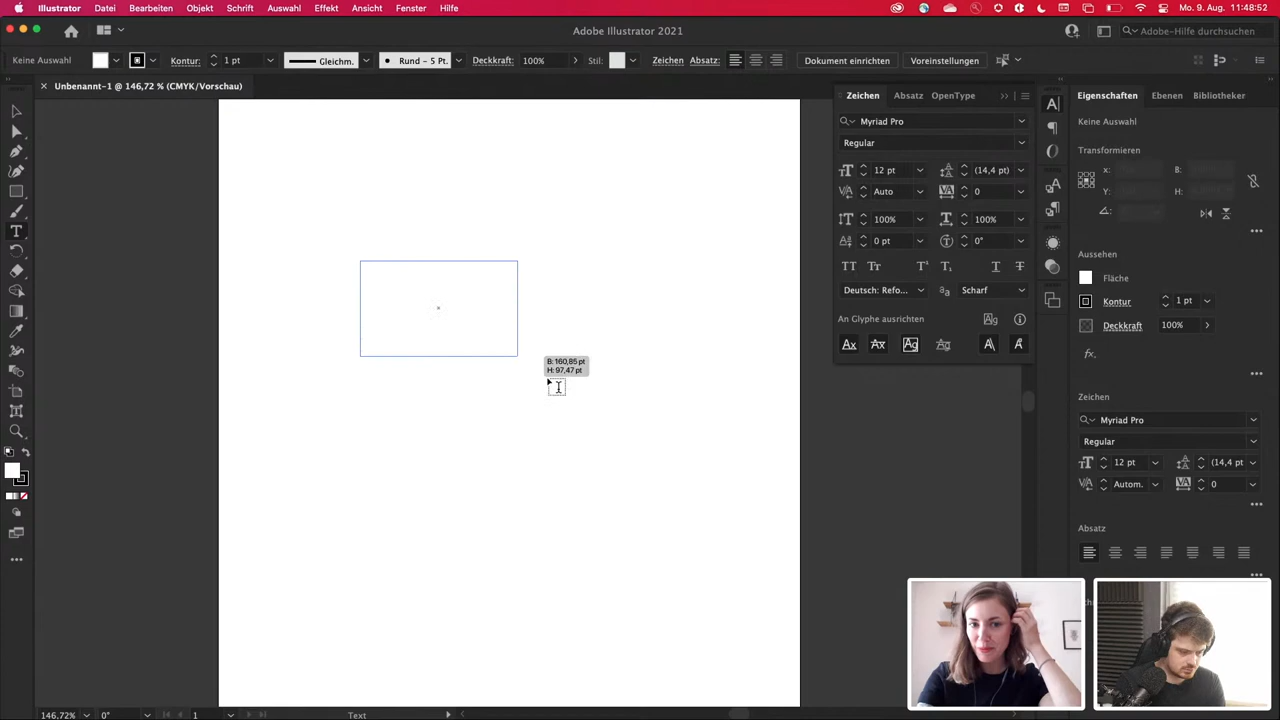 Illustrator Datei Bearbeiten Objekt Schrift Auswahl Effekt Ansicht Fenster Hilfe Mo. 9. Aug. 11:48:52
Adobe Illustrator 2021 Adobe-Hilfe durchsuchen
Keine Auswahl Kontur: 1 pt Gleichm. Rund - 5 Pt. Deckkraft: 100% Stil: Zeichen Absatz: Dokument einrichten Voreinstellungen
Unbenannt-1 @ 146,72 % (CMYK/Vorschau)
Zeichen Absatz OpenType
Myriad Pro
Regular
12 pt (14,4 pt)
Auto 0
100% 100%
0 pt 0°
Deutsch: Refo... Scharf
An Glyphe ausrichten
Eigenschaften Ebenen Bibliotheker
Keine Auswahl
Transformieren
X: B:
Y: H:
Aussehen
Fläche
Kontur 1 pt
Deckkraft 100%
fx.
Zeichen
Myriad Pro
Regular
12 pt (14,4 pt
Autom. 0
Absatz
B: 160,85 pt
H: 97,47 pt
146,72% 0° 1 Text